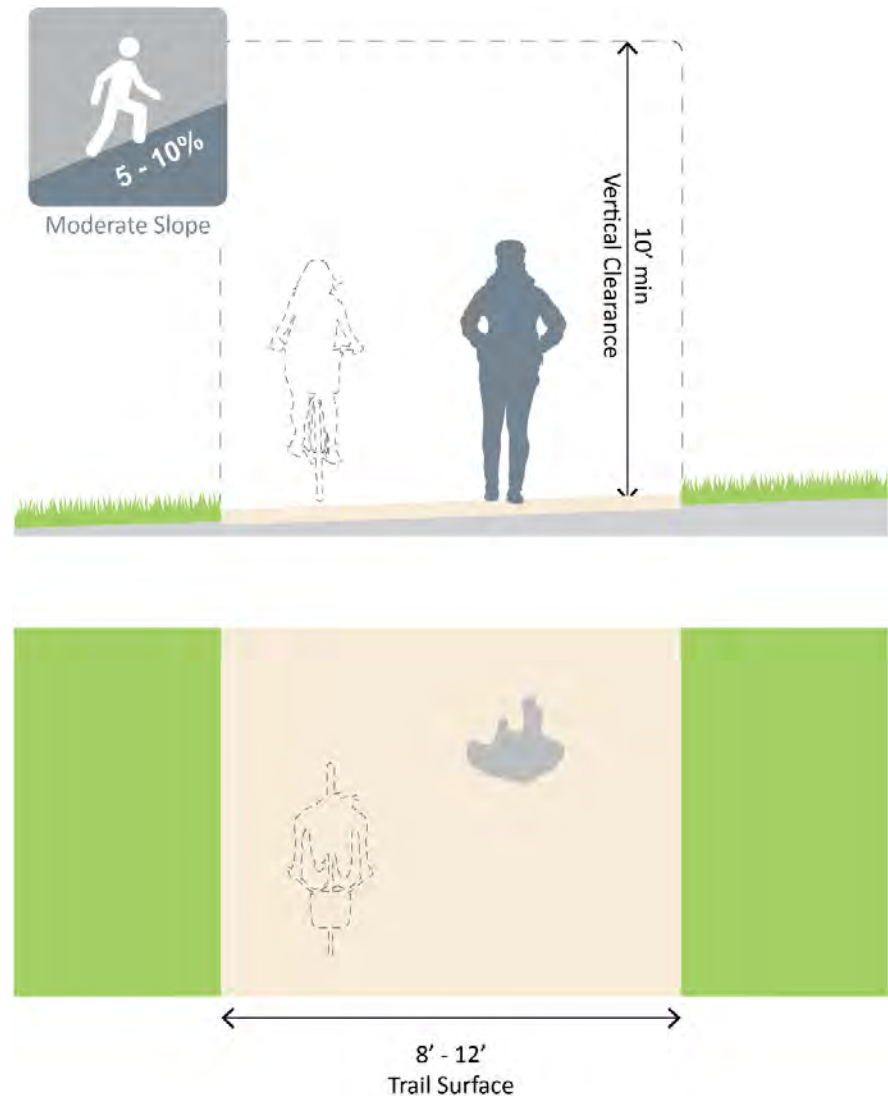 5 - 10%
Moderate Slope
10' min
Vertical Clearance
8' - 12'
Trail Surface